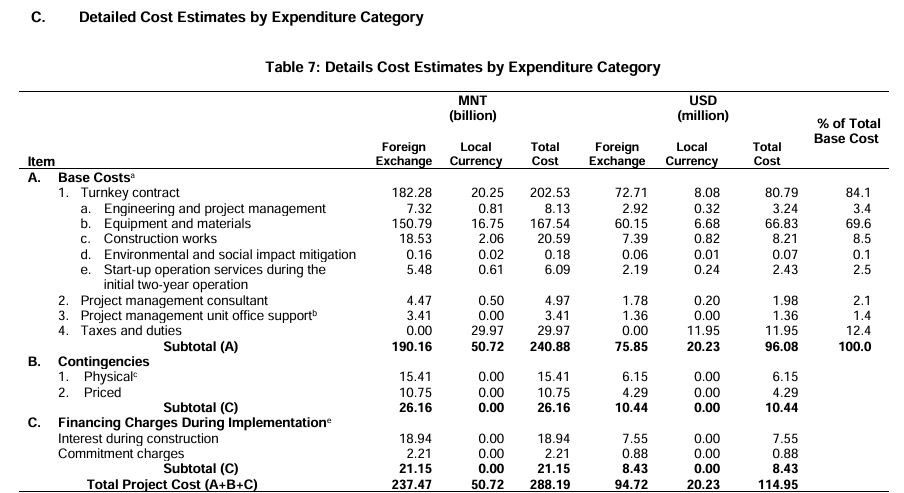 C. Detailed Cost Estimates by Expenditure Category
Table 7: Details Cost Estimates by Expenditure Category
MNT USD
(billion) (million) % of Total
Base Cost
Foreign Local Total Foreign Local Total
Item Exchange Currency Cost Exchange Currency Cost
A. Base Costsa
1. Turnkey contract 182.28 20.25 202.53 72.71 8.08 80.79 84.1
a. Engineering and project management 7.32 0.81 8.13 2.92 0.32 3.24 3.4
b. Equipment and materials 150.79 16.75 167.54 60.15 6.68 66.83 69.6
c. Construction works 18.53 2.06 20.59 7.39 0.82 8.21 8.5
d. Environmental and social impact mitigation 0.16 0.02 0.18 0.06 0.01 0.07 0.1
e. Start-up operation services during the 5.48 0.61 6.09 2.19 0.24 2.43 2.5
initial two-year operation
2. Project management consultant 4.47 0.50 4.97 1.78 0.20 1.98 2.1
3. Project management unit office supportb 3.41 0.00 3.41 1.36 0.00 1.36 1.4
4. Taxes and duties 0.00 29.97 29.97 0.00 11.95 11.95 12.4
Subtotal (A) 190.16 50.72 240.88 75.85 20.23 96.08 100.0
B. Contingencies
1. Physicalc 15.41 0.00 15.41 6.15 0.00 6.15
2. Priced 10.75 0.00 10.75 4.29 0.00 4.29
Subtotal (C) 26.16 0.00 26.16 10.44 0.00 10.44
C. Financing Charges During Implementatione
Interest during construction 18.94 0.00 18.94 7.55 0.00 7.55
Commitment charges 2.21 0.00 2.21 0.88 0.00 0.88
Subtotal (C) 21.15 0.00 21.15 8.43 0.00 8.43
Total Project Cost (A+B+C) 237.47 50.72 288.19 94.72 20.23 114.95